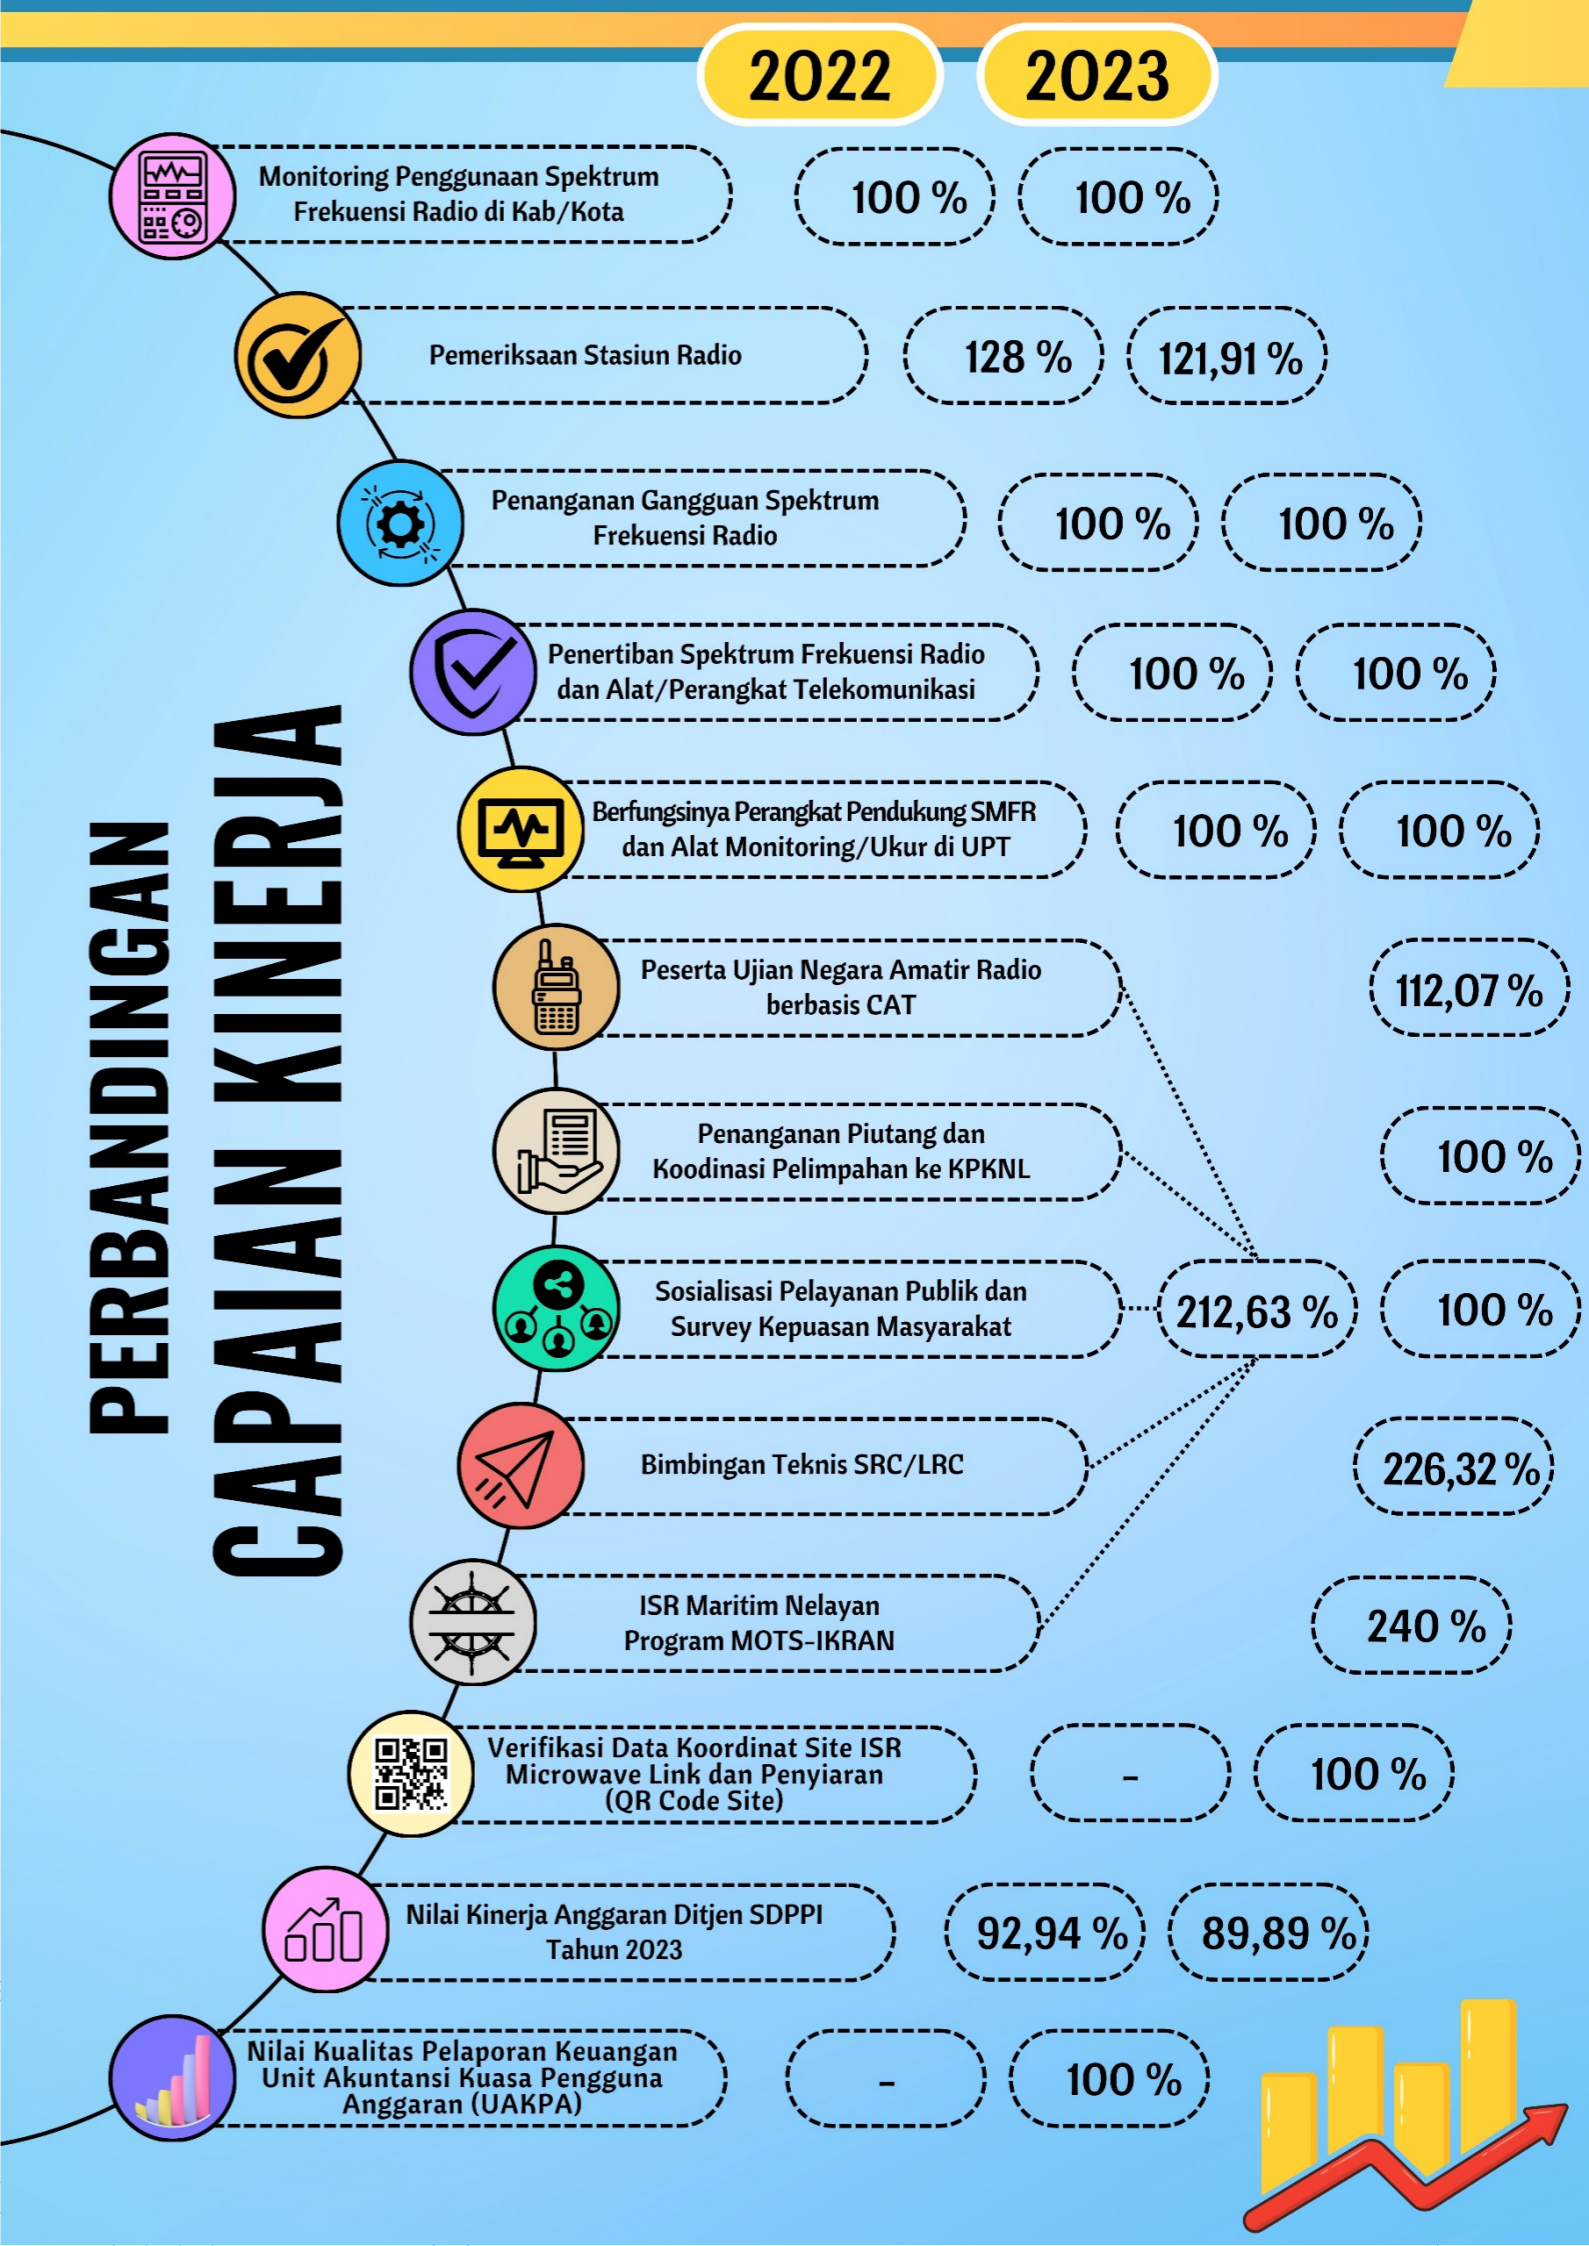 2022 2023
Monitoring Penggunaan Spektrum
Frekuensi Radio di Kab/Kota
100 % 100 %
Pemeriksaan Stasiun Radio
128 % 121,91 %
Penanganan Gangguan Spektrum
Frekuensi Radio
100 % 100 %
Penertiban Spektrum Frekuensi Radio
dan Alat/Perangkat Telekomunikasi
100 % 100 %
Berfungsinya Perangkat Pendukung SMFR
dan Alat Monitoring/Ukur di UPT
100 % 100 %
PERBANDINGAN
CAPAIAN KINERJA
Peserta Ujian Negara Amatir Radio
berbasis CAT
112,07 %
Penanganan Piutang dan
Koodinasi Pelimpahan ke KPKNL
100 %
Sosialisasi Pelayanan Publik dan
Survey Kepuasan Masyarakat
212,63 % 100 %
Bimbingan Teknis SRC/LRC
226,32 %
ISR Maritim Nelayan
Program MOTS-IKRAN
240 %
Verifikasi Data Koordinat Site ISR
Microwave Link dan Penyiaran
(QR Code Site)
- 100 %
Nilai Kinerja Anggaran Ditjen SDPPI
Tahun 2023
92,94 % 89,89 %
Nilai Kualitas Pelaporan Keuangan
Unit Akuntansi Kuasa Pengguna
Anggaran (UAKPA)
- 100 %